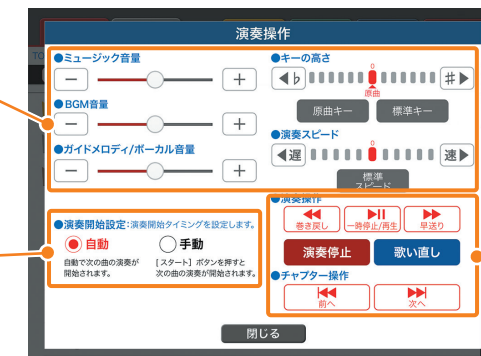 演奏操作
●ミュージック音量
●キーの高さ
− +
◀♭ 0 ♯▶
原曲
●BGM音量
原曲キー 標準キー
− +
●演奏スピード
●ガイドメロディ/ボーカル音量
◀遅 0 速▶
− +
標準
スピード
●演奏開始設定:演奏開始タイミングを設定します。
自動 手動
自動で次の曲の演奏が
開始されます。
[スタート] ボタンを押すと
次の曲の演奏が開始されます。
●演奏操作
巻き戻し 一時停止/再生 早送り
演奏停止 歌い直し
●チャプター操作
前へ 次へ
閉じる